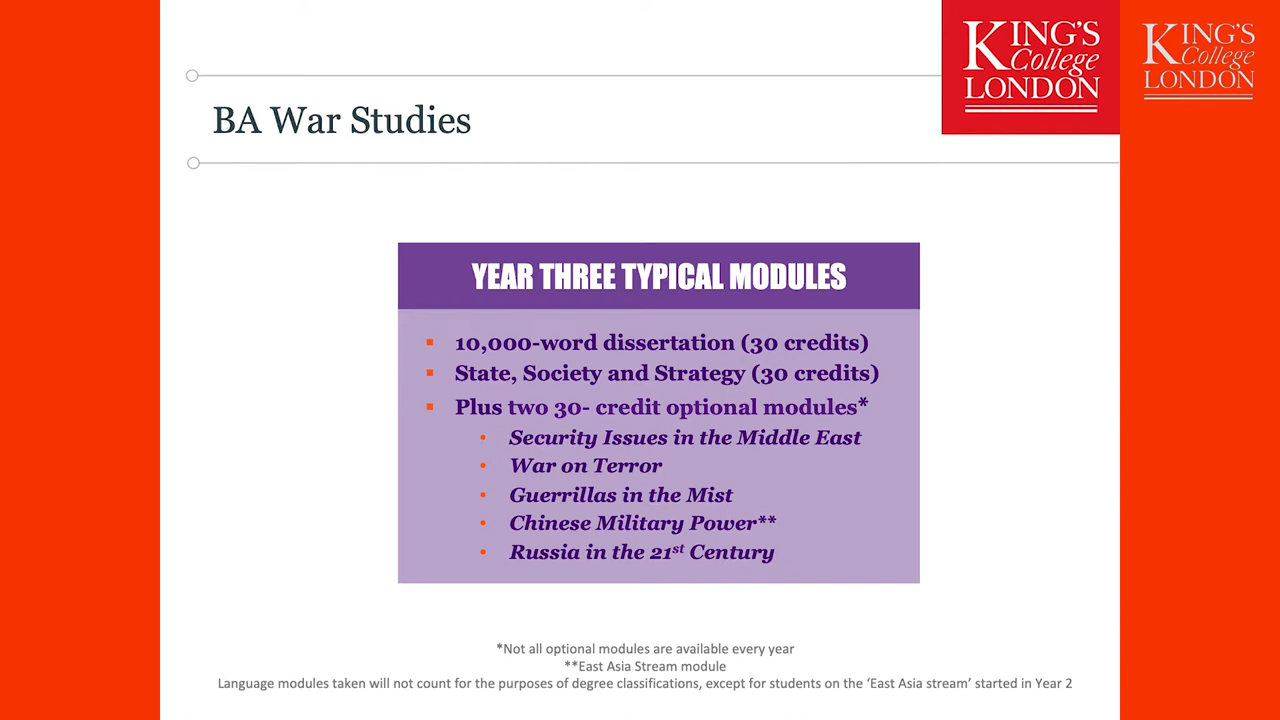 KING'S
College
LONDON
KING'S
College
LONDON
BA War Studies
YEAR THREE TYPICAL MODULES
10,000-word dissertation (30 credits)
State, Society and Strategy (30 credits)
Plus two 30- credit optional modules*
Security Issues in the Middle East
War on Terror
Guerrillas in the Mist
Chinese Military Power**
Russia in the 21st Century
*Not all optional modules are available every year
**East Asia Stream module
Language modules taken will not count for the purposes of degree classifications, except for students on the ‘East Asia stream’ started in Year 2